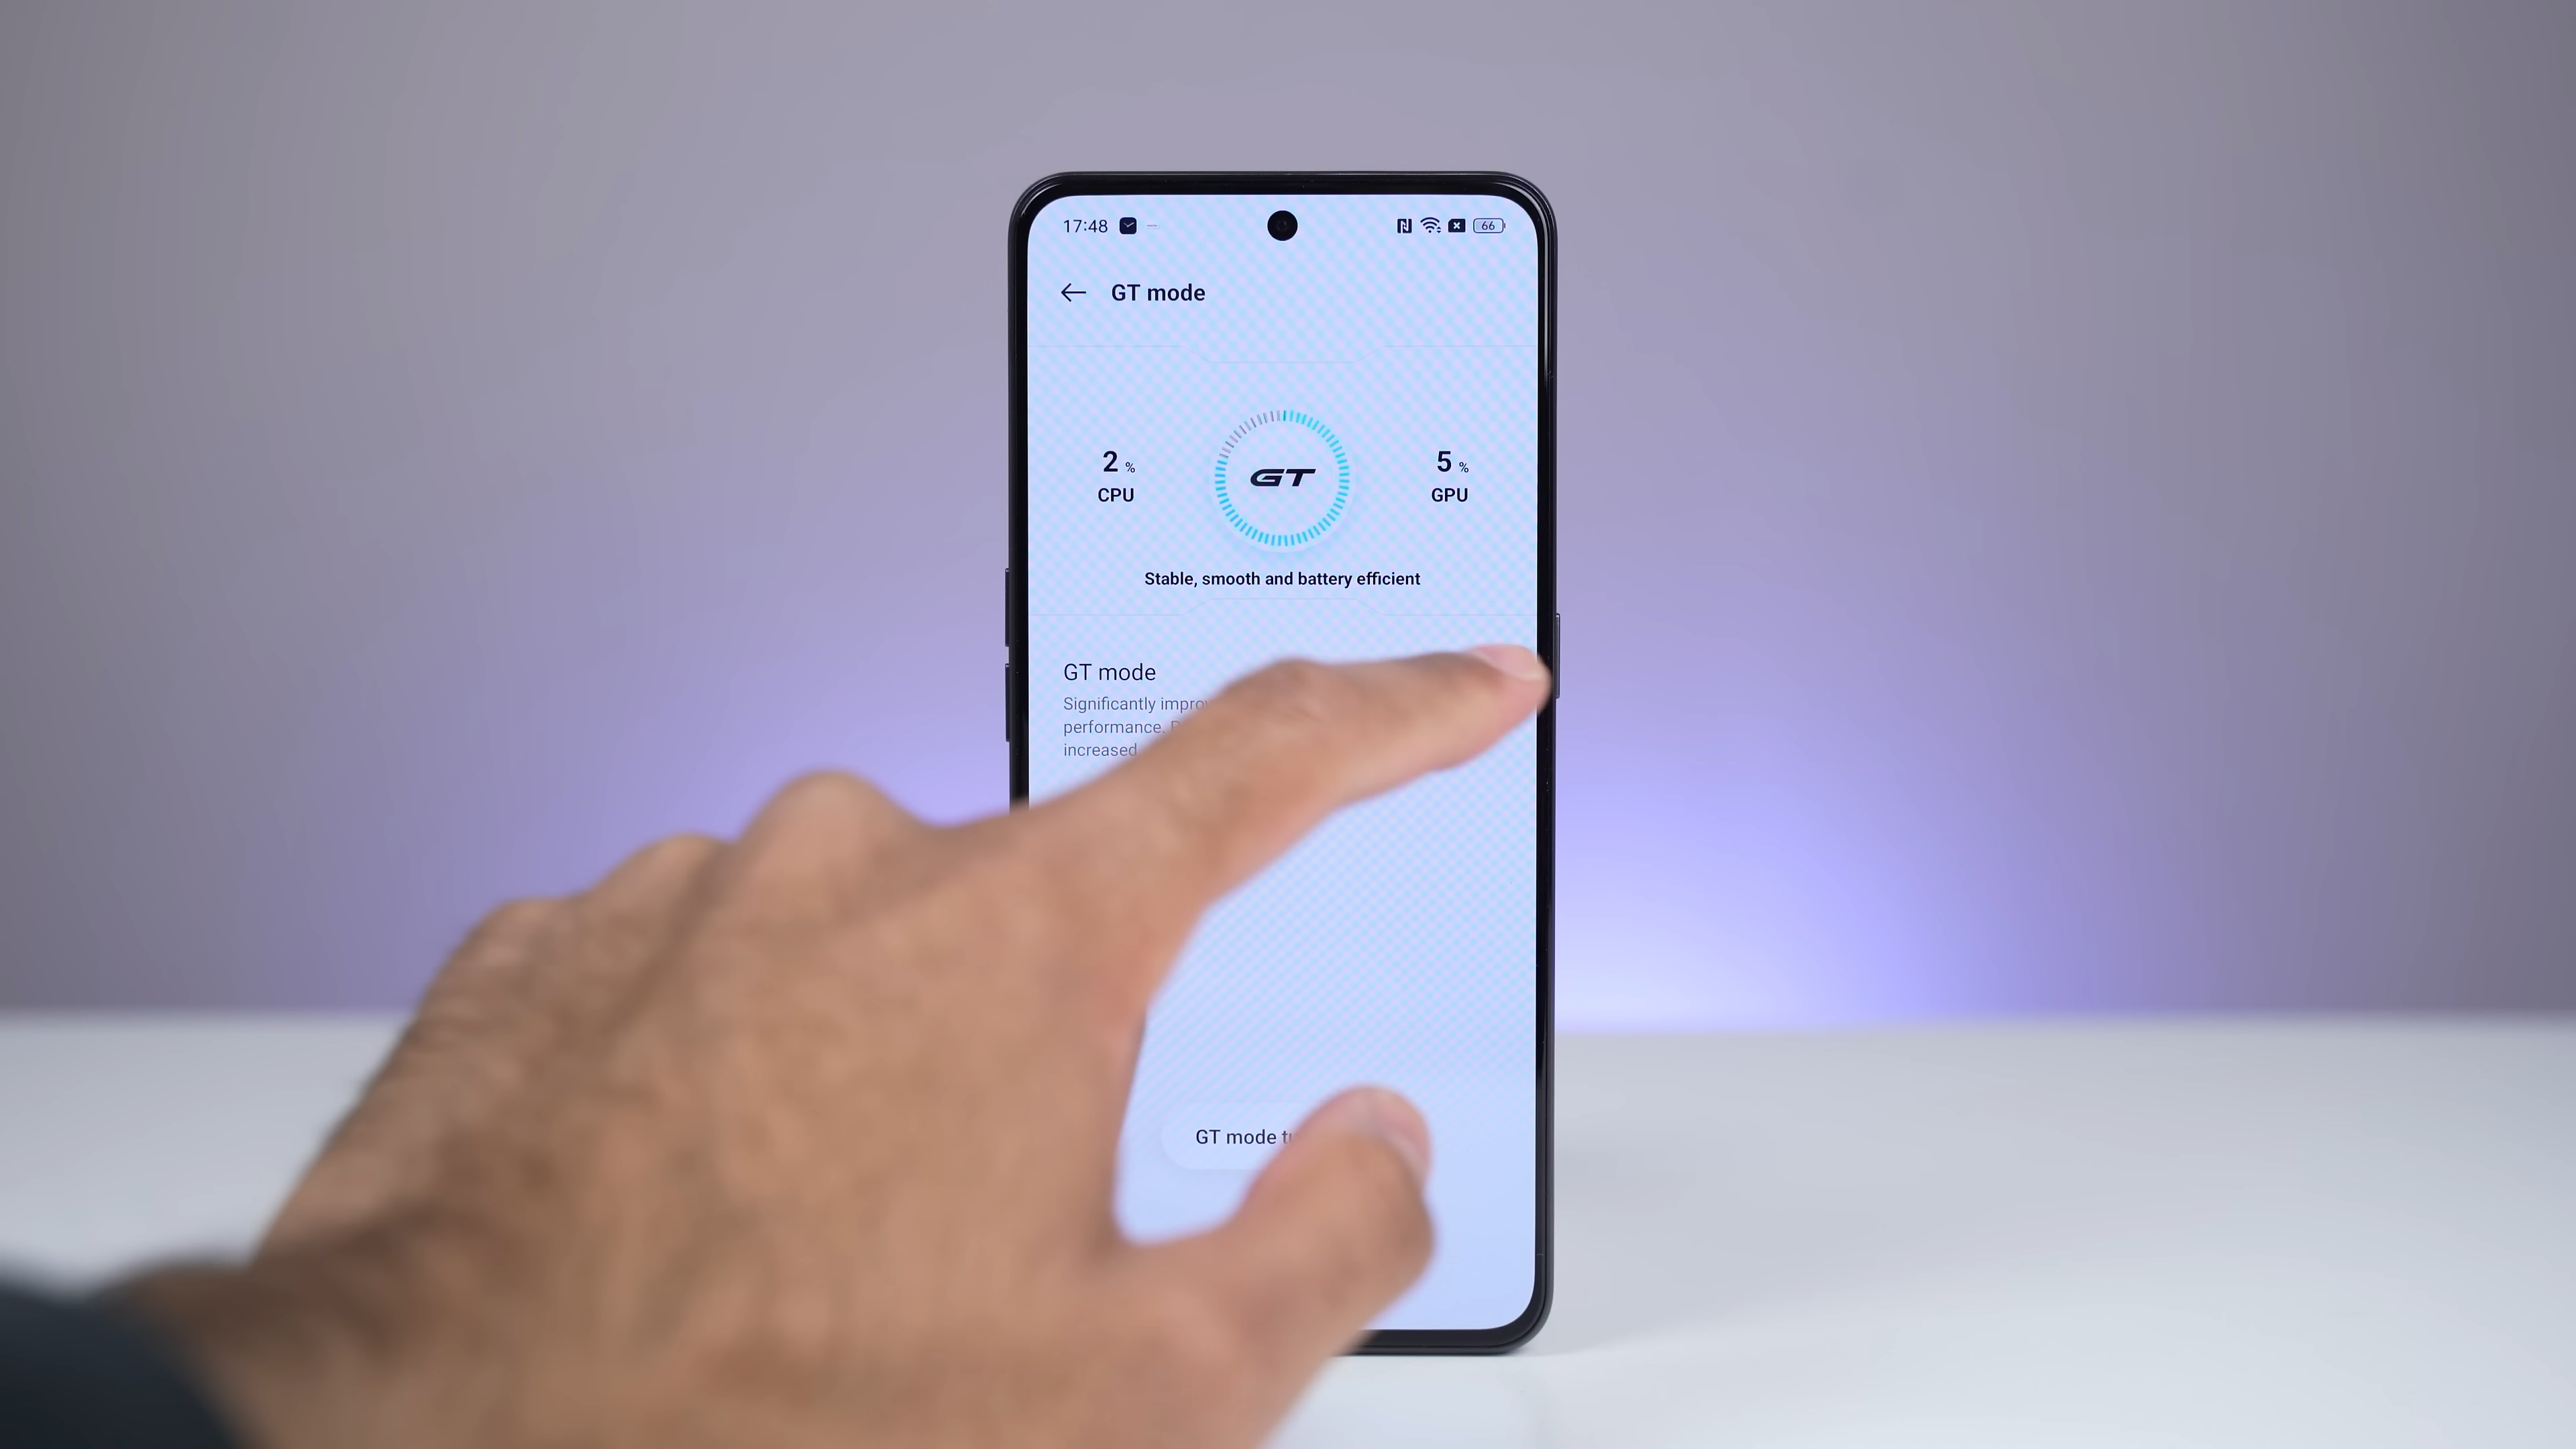 17:48
66
GT mode
2 %
CPU
GT
5 %
GPU
Stable, smooth and battery efficient
GT mode
Significantly
performance.
increased
GT mode